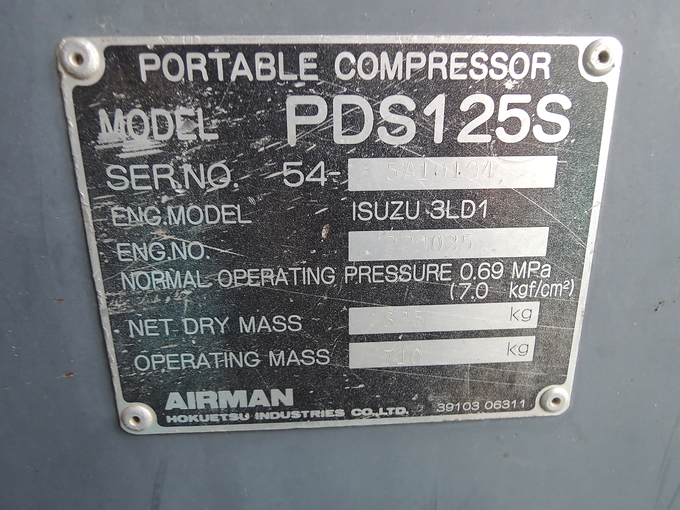 PORTABLE COMPRESSOR
MODEL PDS125S
SER.NO. 54-
ENG.MODEL ISUZU 3LD1
ENG.NO.
NORMAL OPERATING PRESSURE 0.69 MPa
(7.0 kgf/cm²)
NET DRY MASS kg
OPERATING MASS 710 kg
AIRMAN
HOKUETSU INDUSTRIES CO.,LTD. 39103 06311